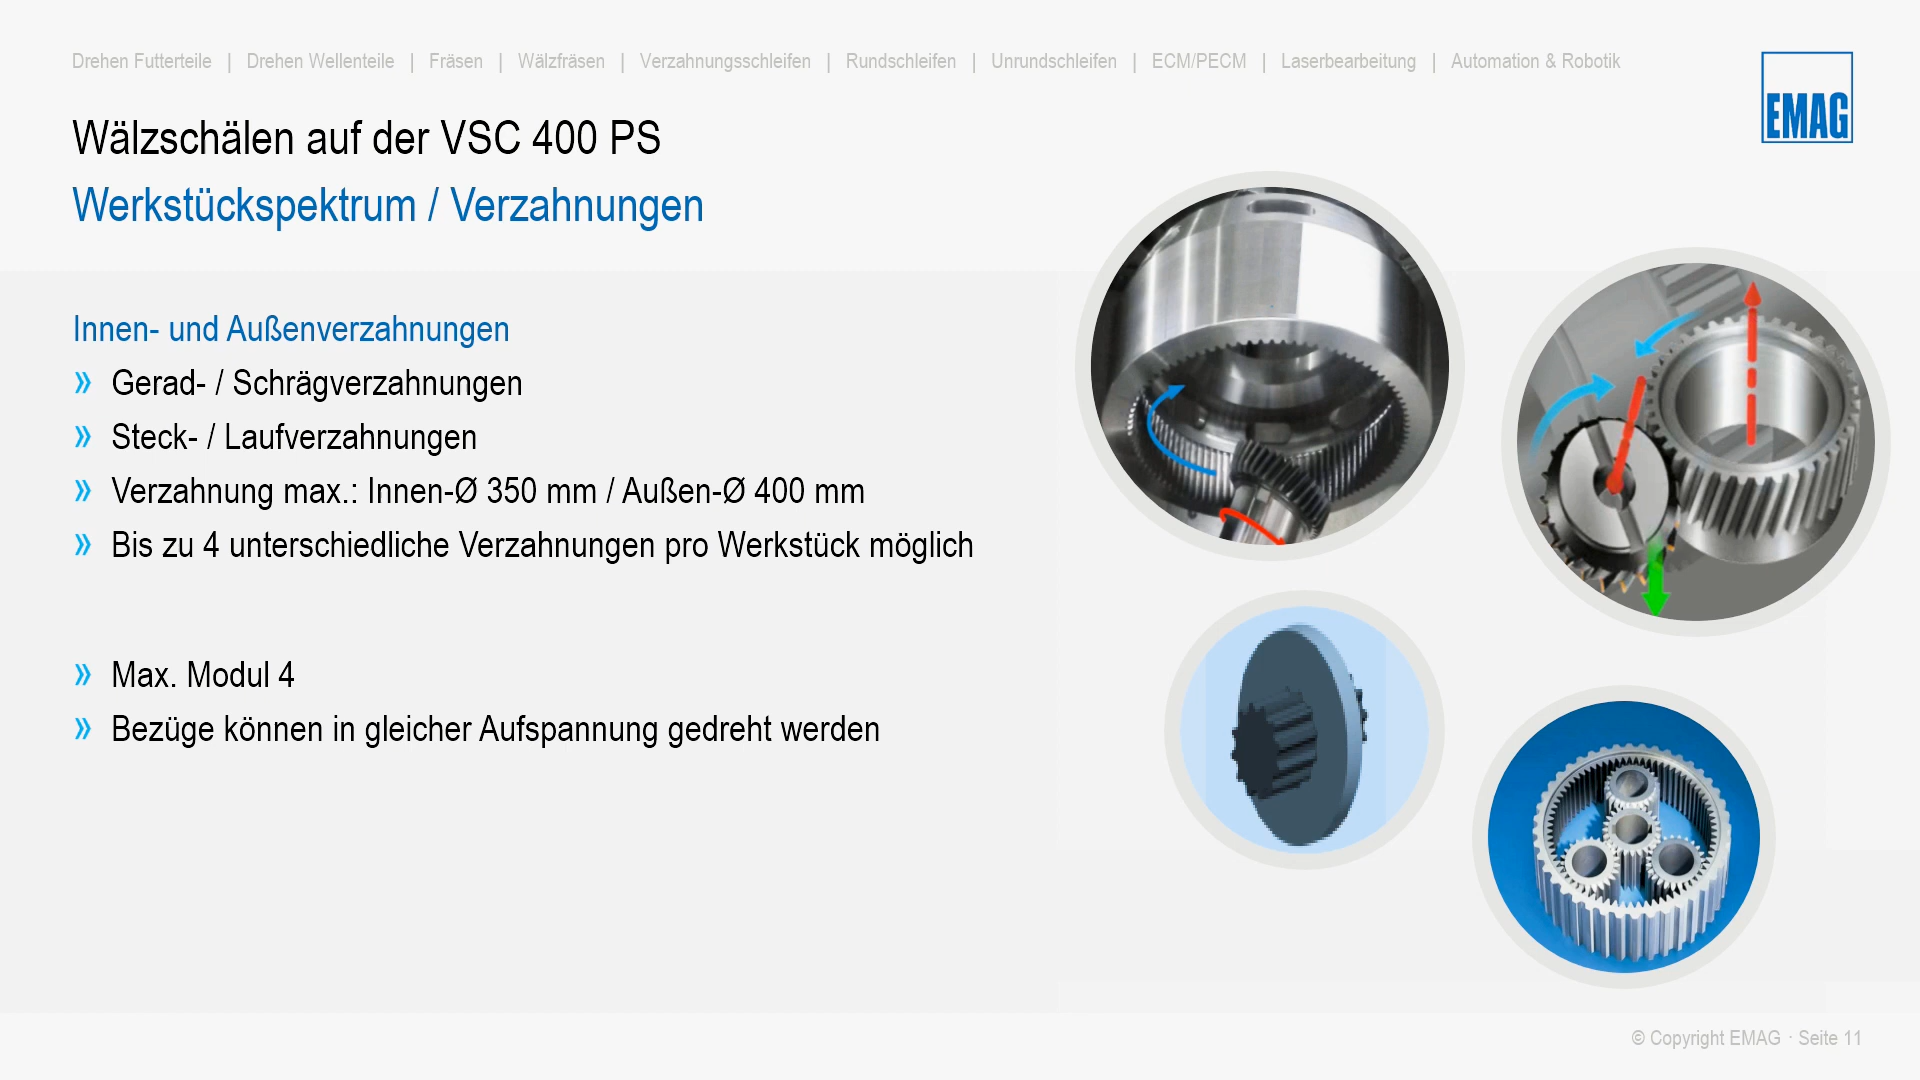 Drehen Futterteile | Drehen Wellenteile | Fräsen | Wälzfräsen | Verzahnungsschleifen | Rundschleifen | Unrundschleifen | ECM/PECM | Laserbearbeitung | Automation & Robotik
EMAG
Wälzschälen auf der VSC 400 PS
Werkstückspektrum / Verzahnungen
Innen- und Außenverzahnungen
» Gerad- / Schrägverzahnungen
» Steck- / Laufverzahnungen
» Verzahnung max.: Innen-Ø 350 mm / Außen-Ø 400 mm
» Bis zu 4 unterschiedliche Verzahnungen pro Werkstück möglich
» Max. Modul 4
» Bezüge können in gleicher Aufspannung gedreht werden
© Copyright EMAG · Seite 11